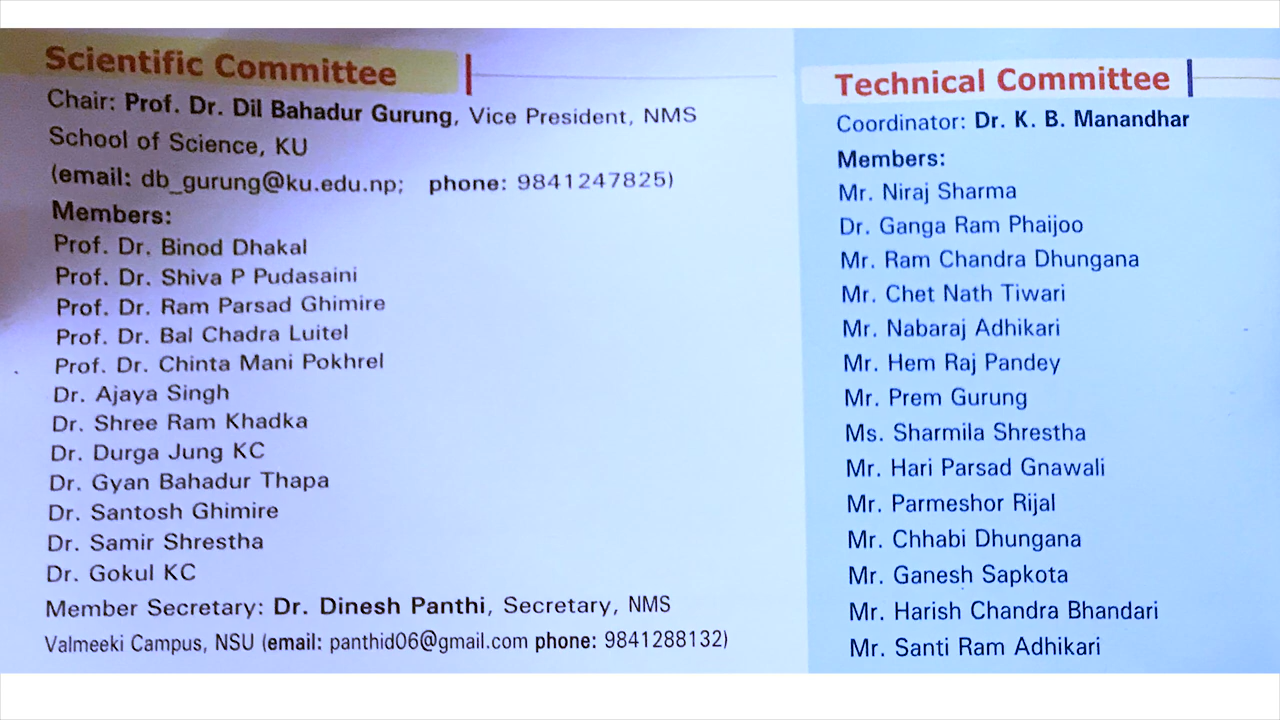 Scientific Committee
Chair: Prof. Dr. Dil Bahadur Gurung, Vice President, NMS
School of Science, KU
(email: db_gurung@ku.edu.np; phone: 9841247825)
Members:
Prof. Dr. Binod Dhakal
Prof. Dr. Shiva P Pudasaini
Prof. Dr. Ram Parsad Ghimire
Prof. Dr. Bal Chadra Luitel
Prof. Dr. Chinta Mani Pokhrel
Dr. Ajaya Singh
Dr. Shree Ram Khadka
Dr. Durga Jung KC
Dr. Gyan Bahadur Thapa
Dr. Santosh Ghimire
Dr. Samir Shrestha
Dr. Gokul KC
Member Secretary: Dr. Dinesh Panthi, Secretary, NMS
Valmeeki Campus, NSU (email: panthid06@gmail.com phone: 9841288132)
Technical Committee
Coordinator: Dr. K. B. Manandhar
Members:
Mr. Niraj Sharma
Dr. Ganga Ram Phaijoo
Mr. Ram Chandra Dhungana
Mr. Chet Nath Tiwari
Mr. Nabaraj Adhikari
Mr. Hem Raj Pandey
Mr. Prem Gurung
Ms. Sharmila Shrestha
Mr. Hari Parsad Gnawali
Mr. Parmeshor Rijal
Mr. Chhabi Dhungana
Mr. Ganesh Sapkota
Mr. Harish Chandra Bhandari
Mr. Santi Ram Adhikari